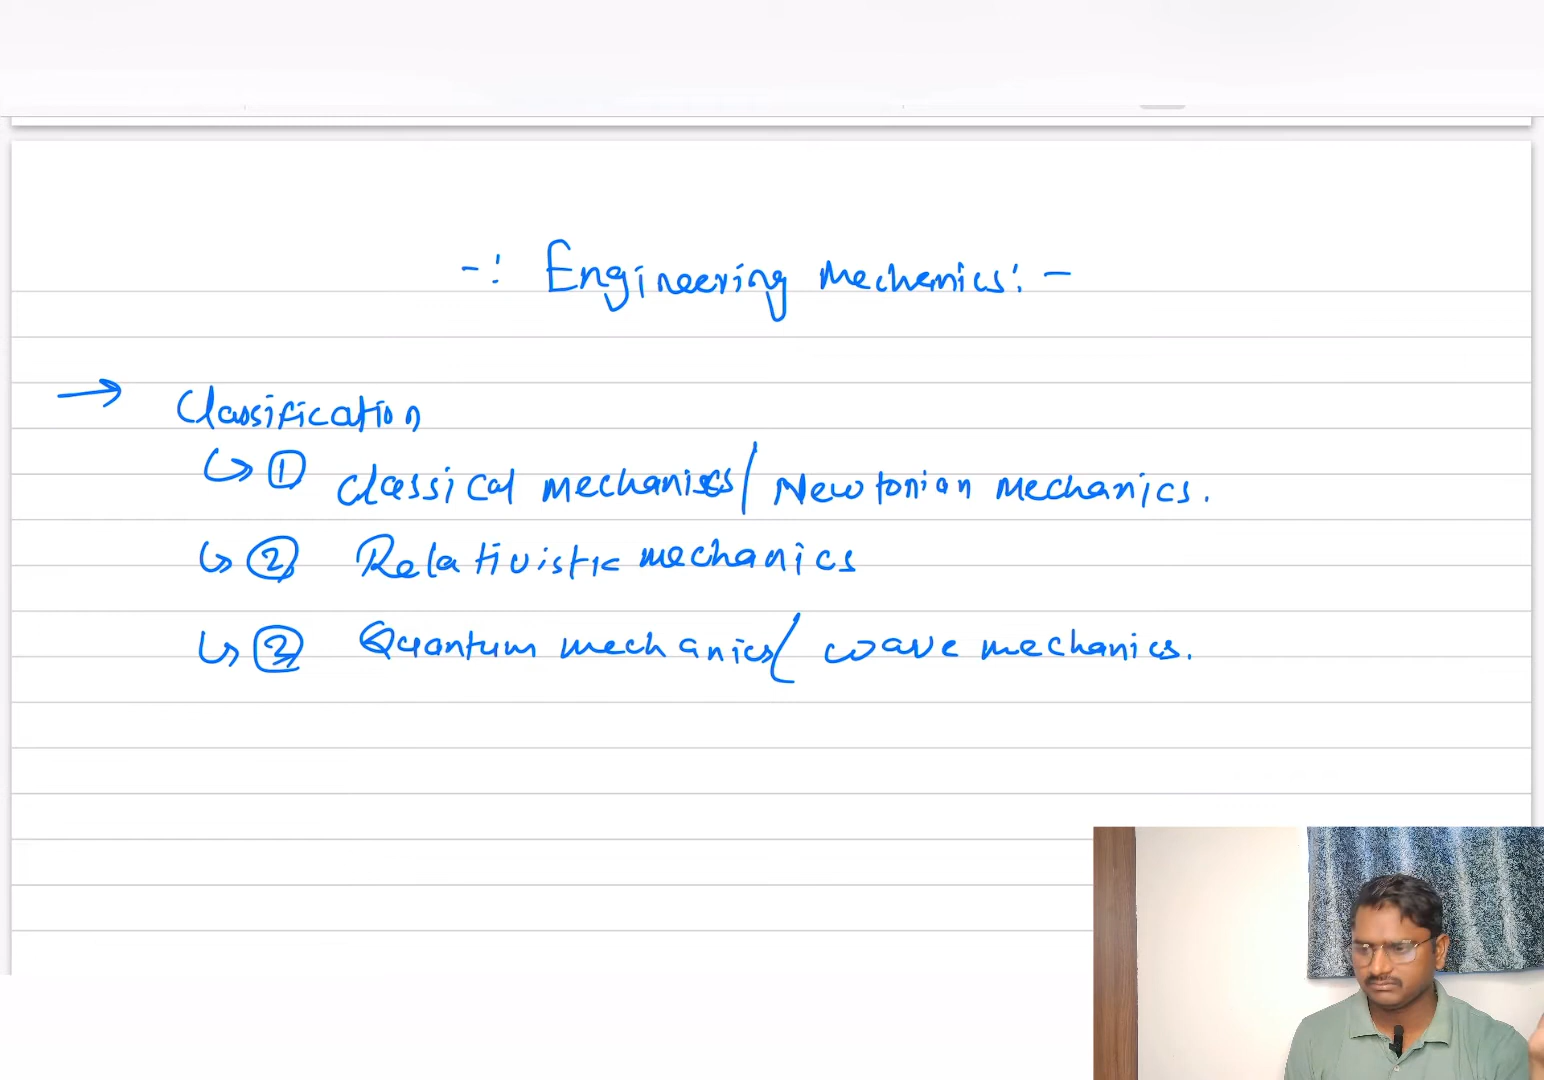 -: Engineering Mechanics: -
→ Classification
↳ ① Classical mechanics/ Newtonian mechanics.
↳ ② Relativistic mechanics
↳ ③ Quantum mechanics/ wave mechanics.